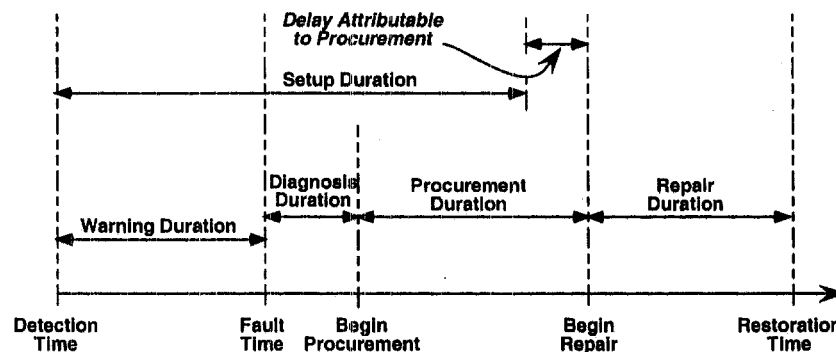 Delay Attributable
to Procurement
Setup Duration
Diagnosis
Duration
Procurement
Duration
Repair
Duration
Warning Duration
Detection
Time
Fault
Time
Begin
Procurement
Begin
Repair
Restoration
Time